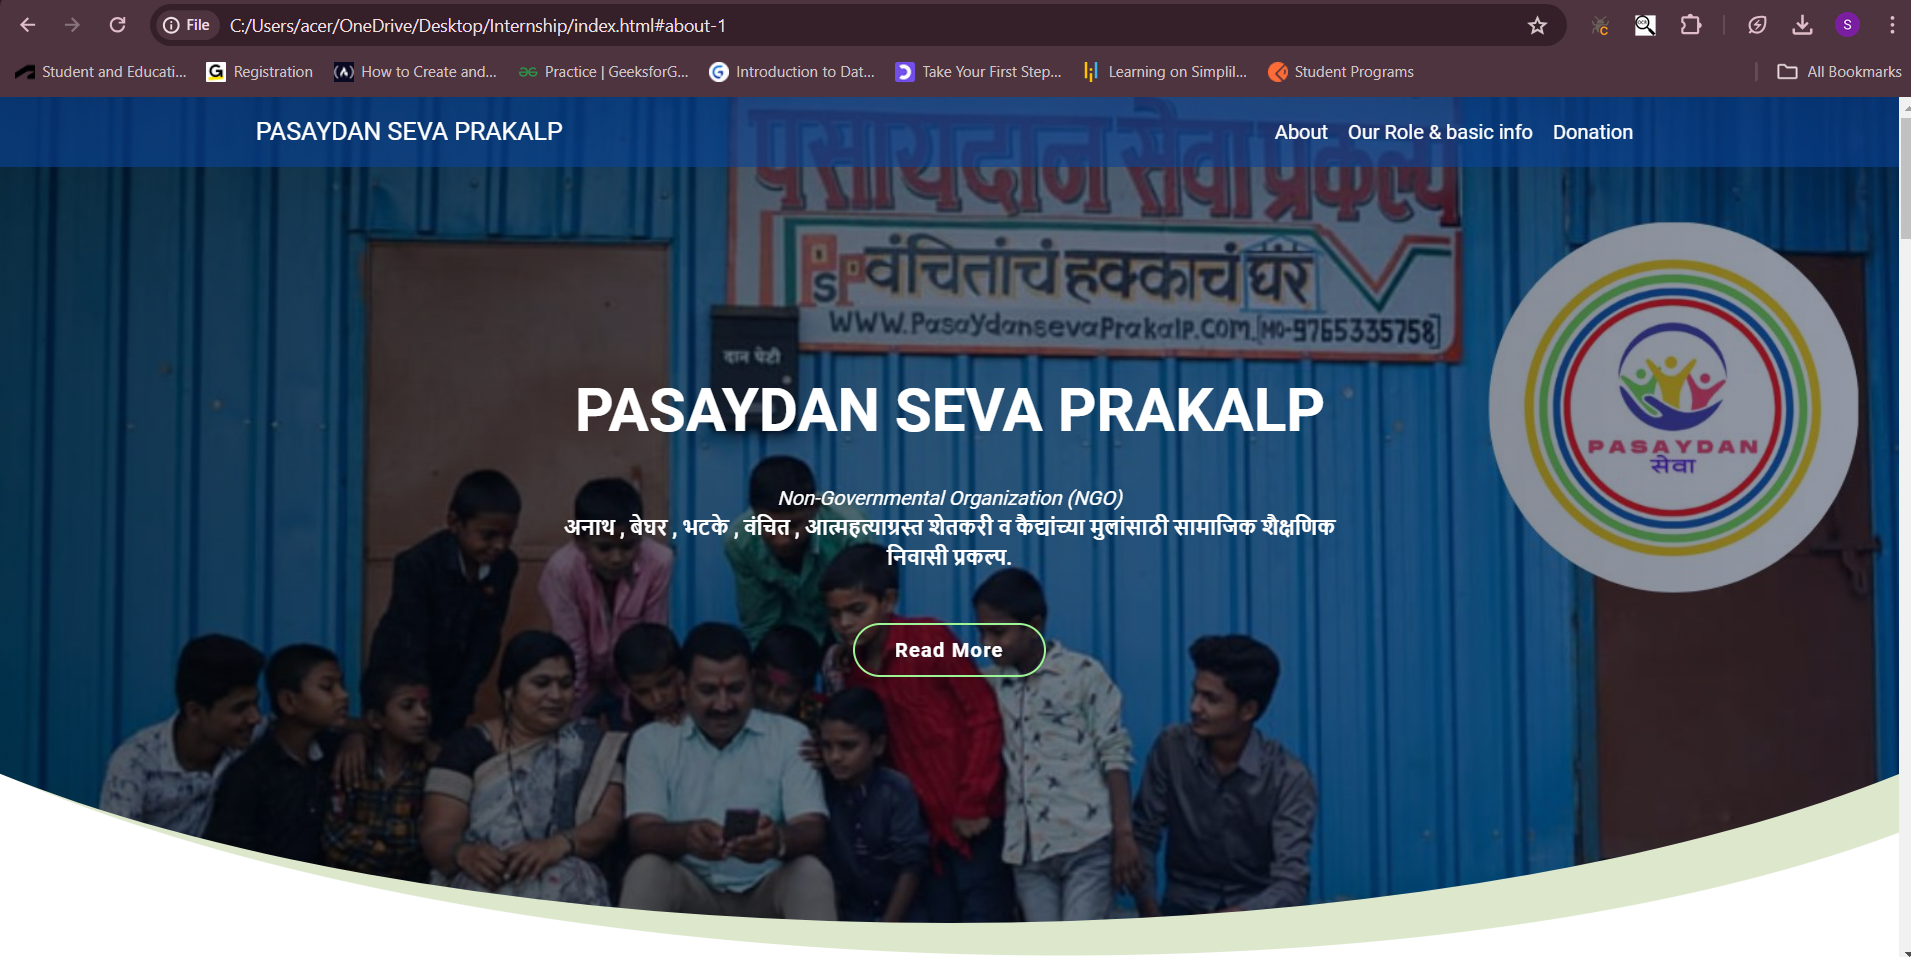 File C:/Users/acer/OneDrive/Desktop/Internship/index.html#about-1
S
Student and Educati... Registration How to Create and... Practice | GeeksforG... Introduction to Dat... Take Your First Step... Learning on Simplil... Student Programs All Bookmarks
PASAYDAN SEVA PRAKALP About Our Role & basic info Donation
पसायदान सेवा प्रकल्प
PSP वंचितांचं हक्काचं घर
WWW.PasaYdansevaPrakalp.Com.[MO-9765335758]
दान पेटी
PASAYDAN SEVA PRAKALP
PASAYDAN
सेवा
Non-Governmental Organization (NGO)
अनाथ , बेघर , भटके , वंचित , आत्महत्याग्रस्त शेतकरी व कैद्यांच्या मुलांसाठी सामाजिक शैक्षणिक
निवासी प्रकल्प.
Read More